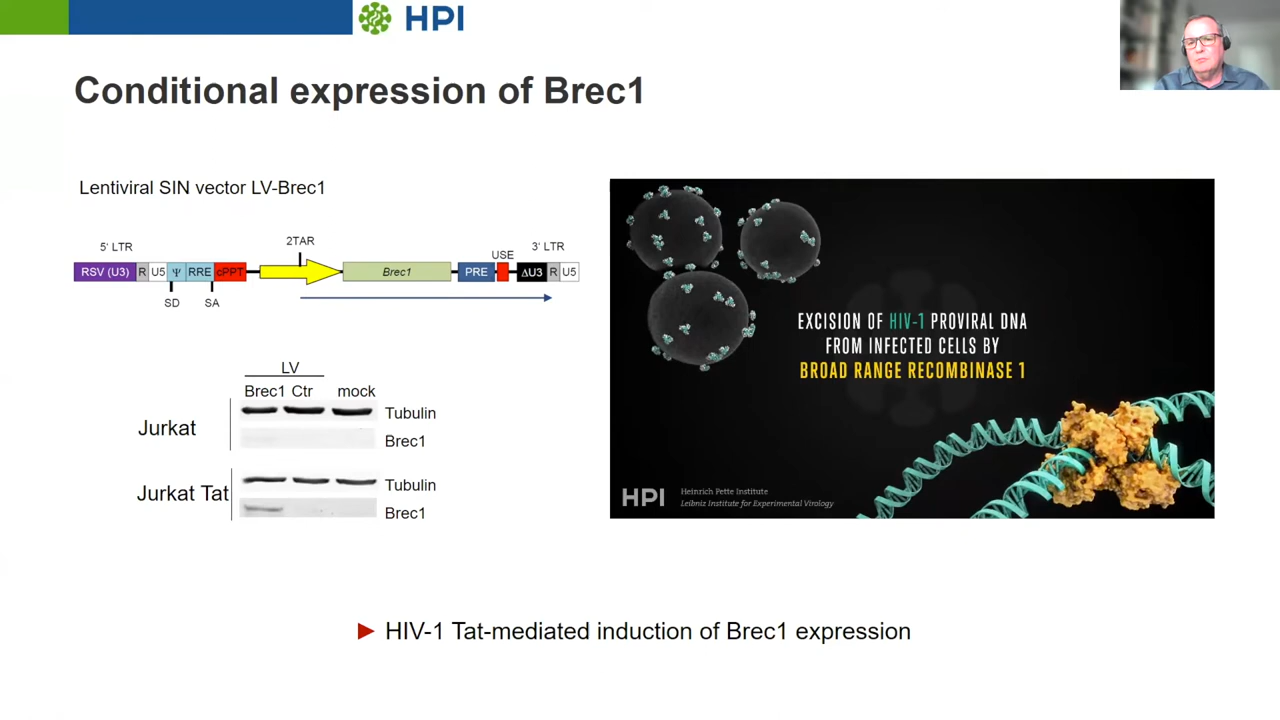 HPI
Conditional expression of Brec1
Lentiviral SIN vector LV-Brec1
5' LTR
2TAR
USE
3' LTR
RSV (U3) R U5 Ψ RRE cPPT Brec1 PRE ΔU3 R U5
SD SA
LV
Brec1 Ctr mock
Jurkat
Tubulin
Brec1
Jurkat Tat
Tubulin
Brec1
EXCISION OF HIV-1 PROVIRAL DNA
FROM INFECTED CELLS BY
BROAD RANGE RECOMBINASE 1
HPI
Heinrich Pette Institute
Leibniz Institute for Experimental Virology
HIV-1 Tat-mediated induction of Brec1 expression